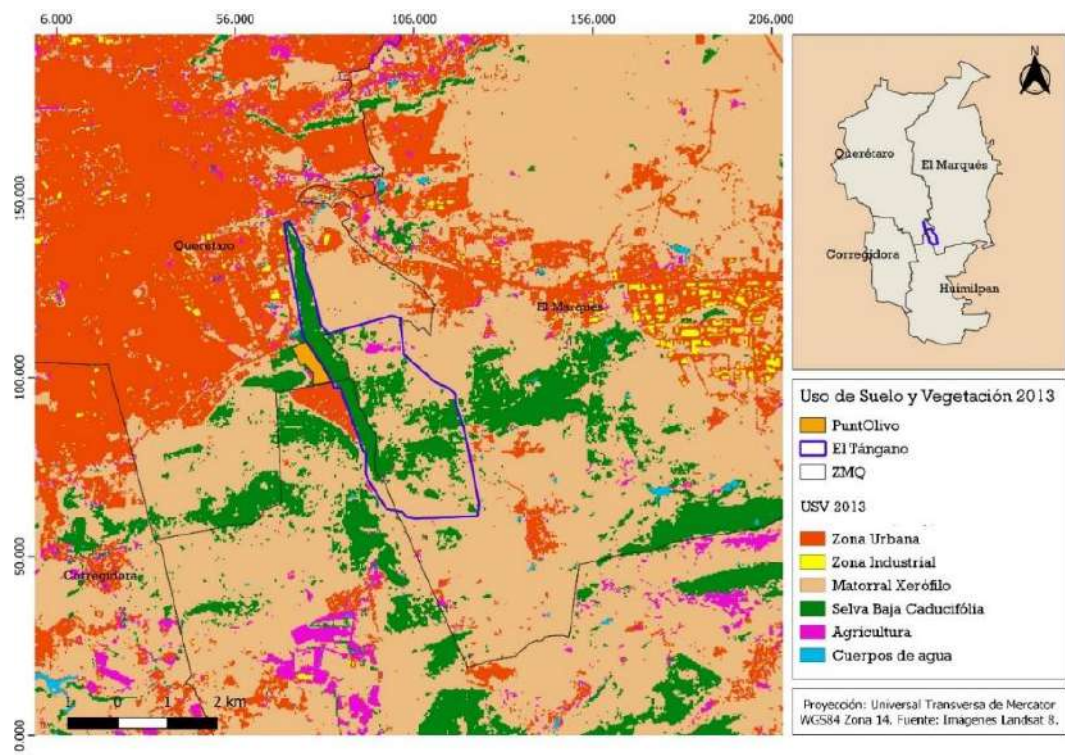 6.000 56.000 106.000 156.000 206.000
150.000
100.000
50.000
0.000
Querétaro
El Marqués
Corregidora
1 0 1 2 km
N
Querétaro
El Marqués
Corregidora
Huimilpan
Uso de Suelo y Vegetación 2013
PuntOlivo
El Tángano
ZMQ
USV 2013
Zona Urbana
Zona Industrial
Matorral Xerófilo
Selva Baja Caducifólia
Agricultura
Cuerpos de agua
Proyección: Universal Transversa de Mercator
WGS84 Zona 14. Fuente: Imágenes Landsat 8.